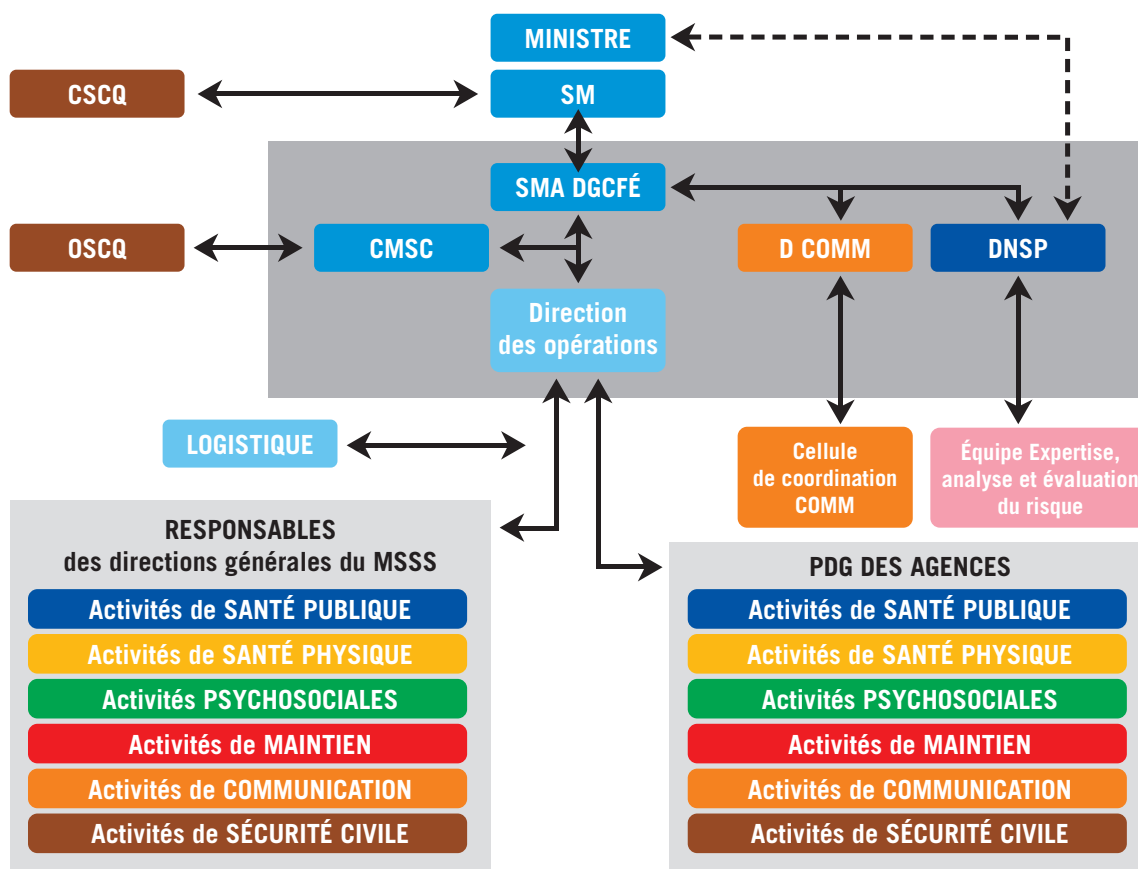 MINISTRE
CSCQ
SM
SMA DGCFÉ
OSCQ
CMSC
D COMM
DNSP
Direction
des opérations
LOGISTIQUE
Cellule
de coordination
COMM
Équipe Expertise,
analyse et évaluation
du risque
RESPONSABLES
des directions générales du MSSS
Activités de SANTÉ PUBLIQUE
Activités de SANTÉ PHYSIQUE
Activités PSYCHOSOCIALES
Activités de MAINTIEN
Activités de COMMUNICATION
Activités de SÉCURITÉ CIVILE
PDG DES AGENCES
Activités de SANTÉ PUBLIQUE
Activités de SANTÉ PHYSIQUE
Activités PSYCHOSOCIALES
Activités de MAINTIEN
Activités de COMMUNICATION
Activités de SÉCURITÉ CIVILE